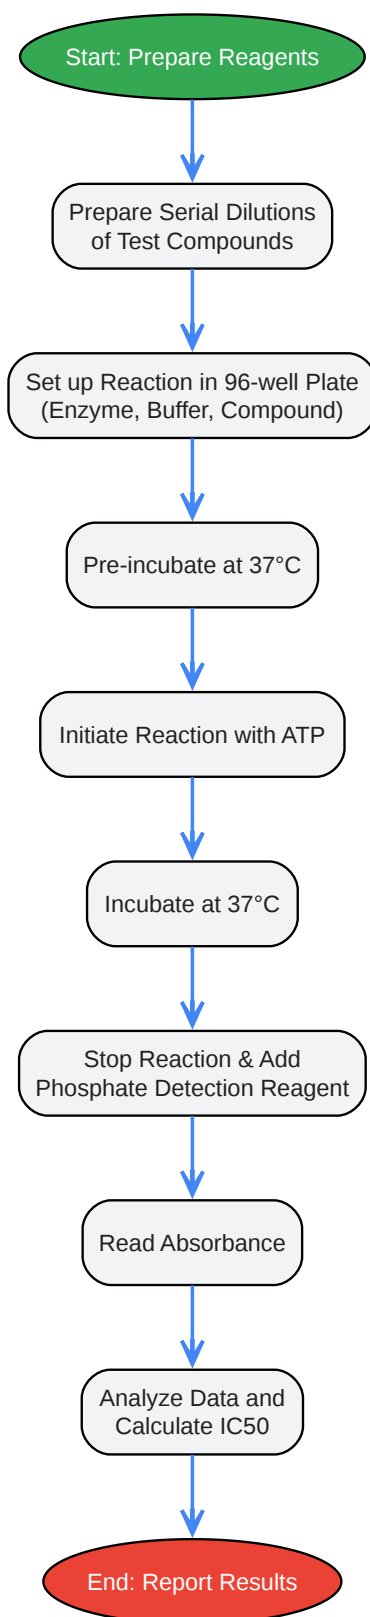 Start: Prepare Reagents
Prepare Serial Dilutions
of Test Compounds
Set up Reaction in 96-well Plate
(Enzyme, Buffer, Compound)
Pre-incubate at 37°C
Initiate Reaction with ATP
Incubate at 37°C
Stop Reaction & Add
Phosphate Detection Reagent
Read Absorbance
Analyze Data and
Calculate IC50
End: Report Results